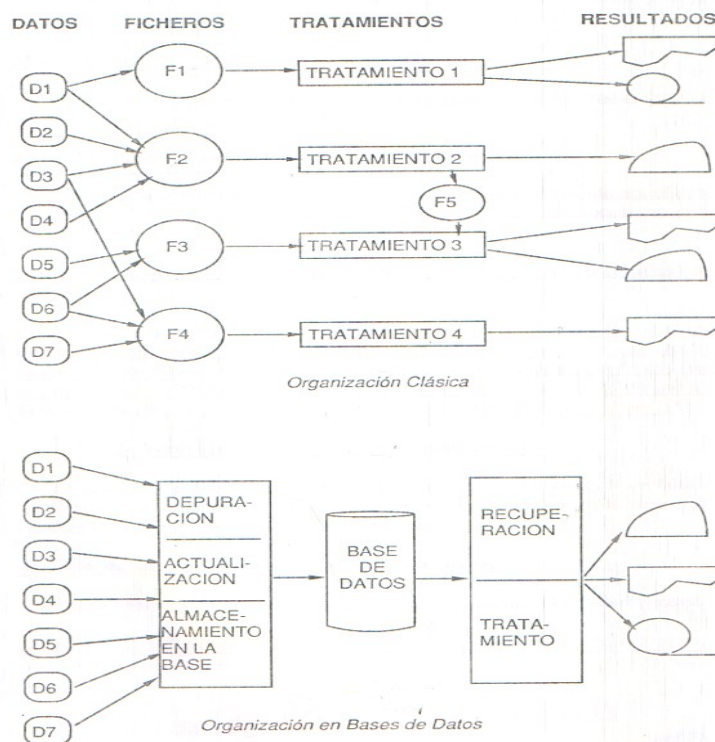 DATOS FICHEROS TRATAMIENTOS RESULTADOS
D1
D2
D3
D4
D5
D6
D7
F1
F2
F3
F4
TRATAMIENTO 1
TRATAMIENTO 2
F5
TRATAMIENTO 3
TRATAMIENTO 4
Organización Clásica
D1
D2
D3
D4
D5
D6
D7
DEPURA-
CION
ACTUALI-
ZACION
ALMACE-
NAMIENTO
EN LA
BASE
BASE
DE
DATOS
RECUPE-
RACION
TRATA-
MIENTO
Organización en Bases de Datos